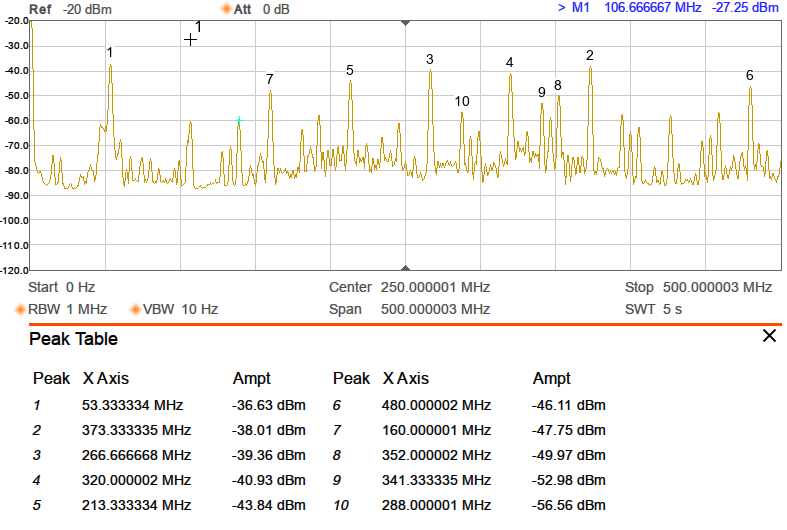 Ref -20 dBm Att 0 dB > M1 106.666667 MHz -27.25 dBm
-20.0
-30.0
-40.0
-50.0
-60.0
-70.0
-80.0
-90.0
-100.0
-110.0
-120.0
1
1
7
5
3
10
4
9
8
2
6
Start 0 Hz Center 250.000001 MHz Stop 500.000003 MHz
RBW 1 MHz VBW 10 Hz Span 500.000003 MHz SWT 5 s
Peak Table
Peak X Axis Ampt Peak X Axis Ampt
1 53.333334 MHz -36.63 dBm 6 480.000002 MHz -46.11 dBm
2 373.333335 MHz -38.01 dBm 7 160.000001 MHz -47.75 dBm
3 266.666668 MHz -39.36 dBm 8 352.000002 MHz -49.97 dBm
4 320.000002 MHz -40.93 dBm 9 341.333335 MHz -52.98 dBm
5 213.333334 MHz -43.84 dBm 10 288.000001 MHz -56.56 dBm